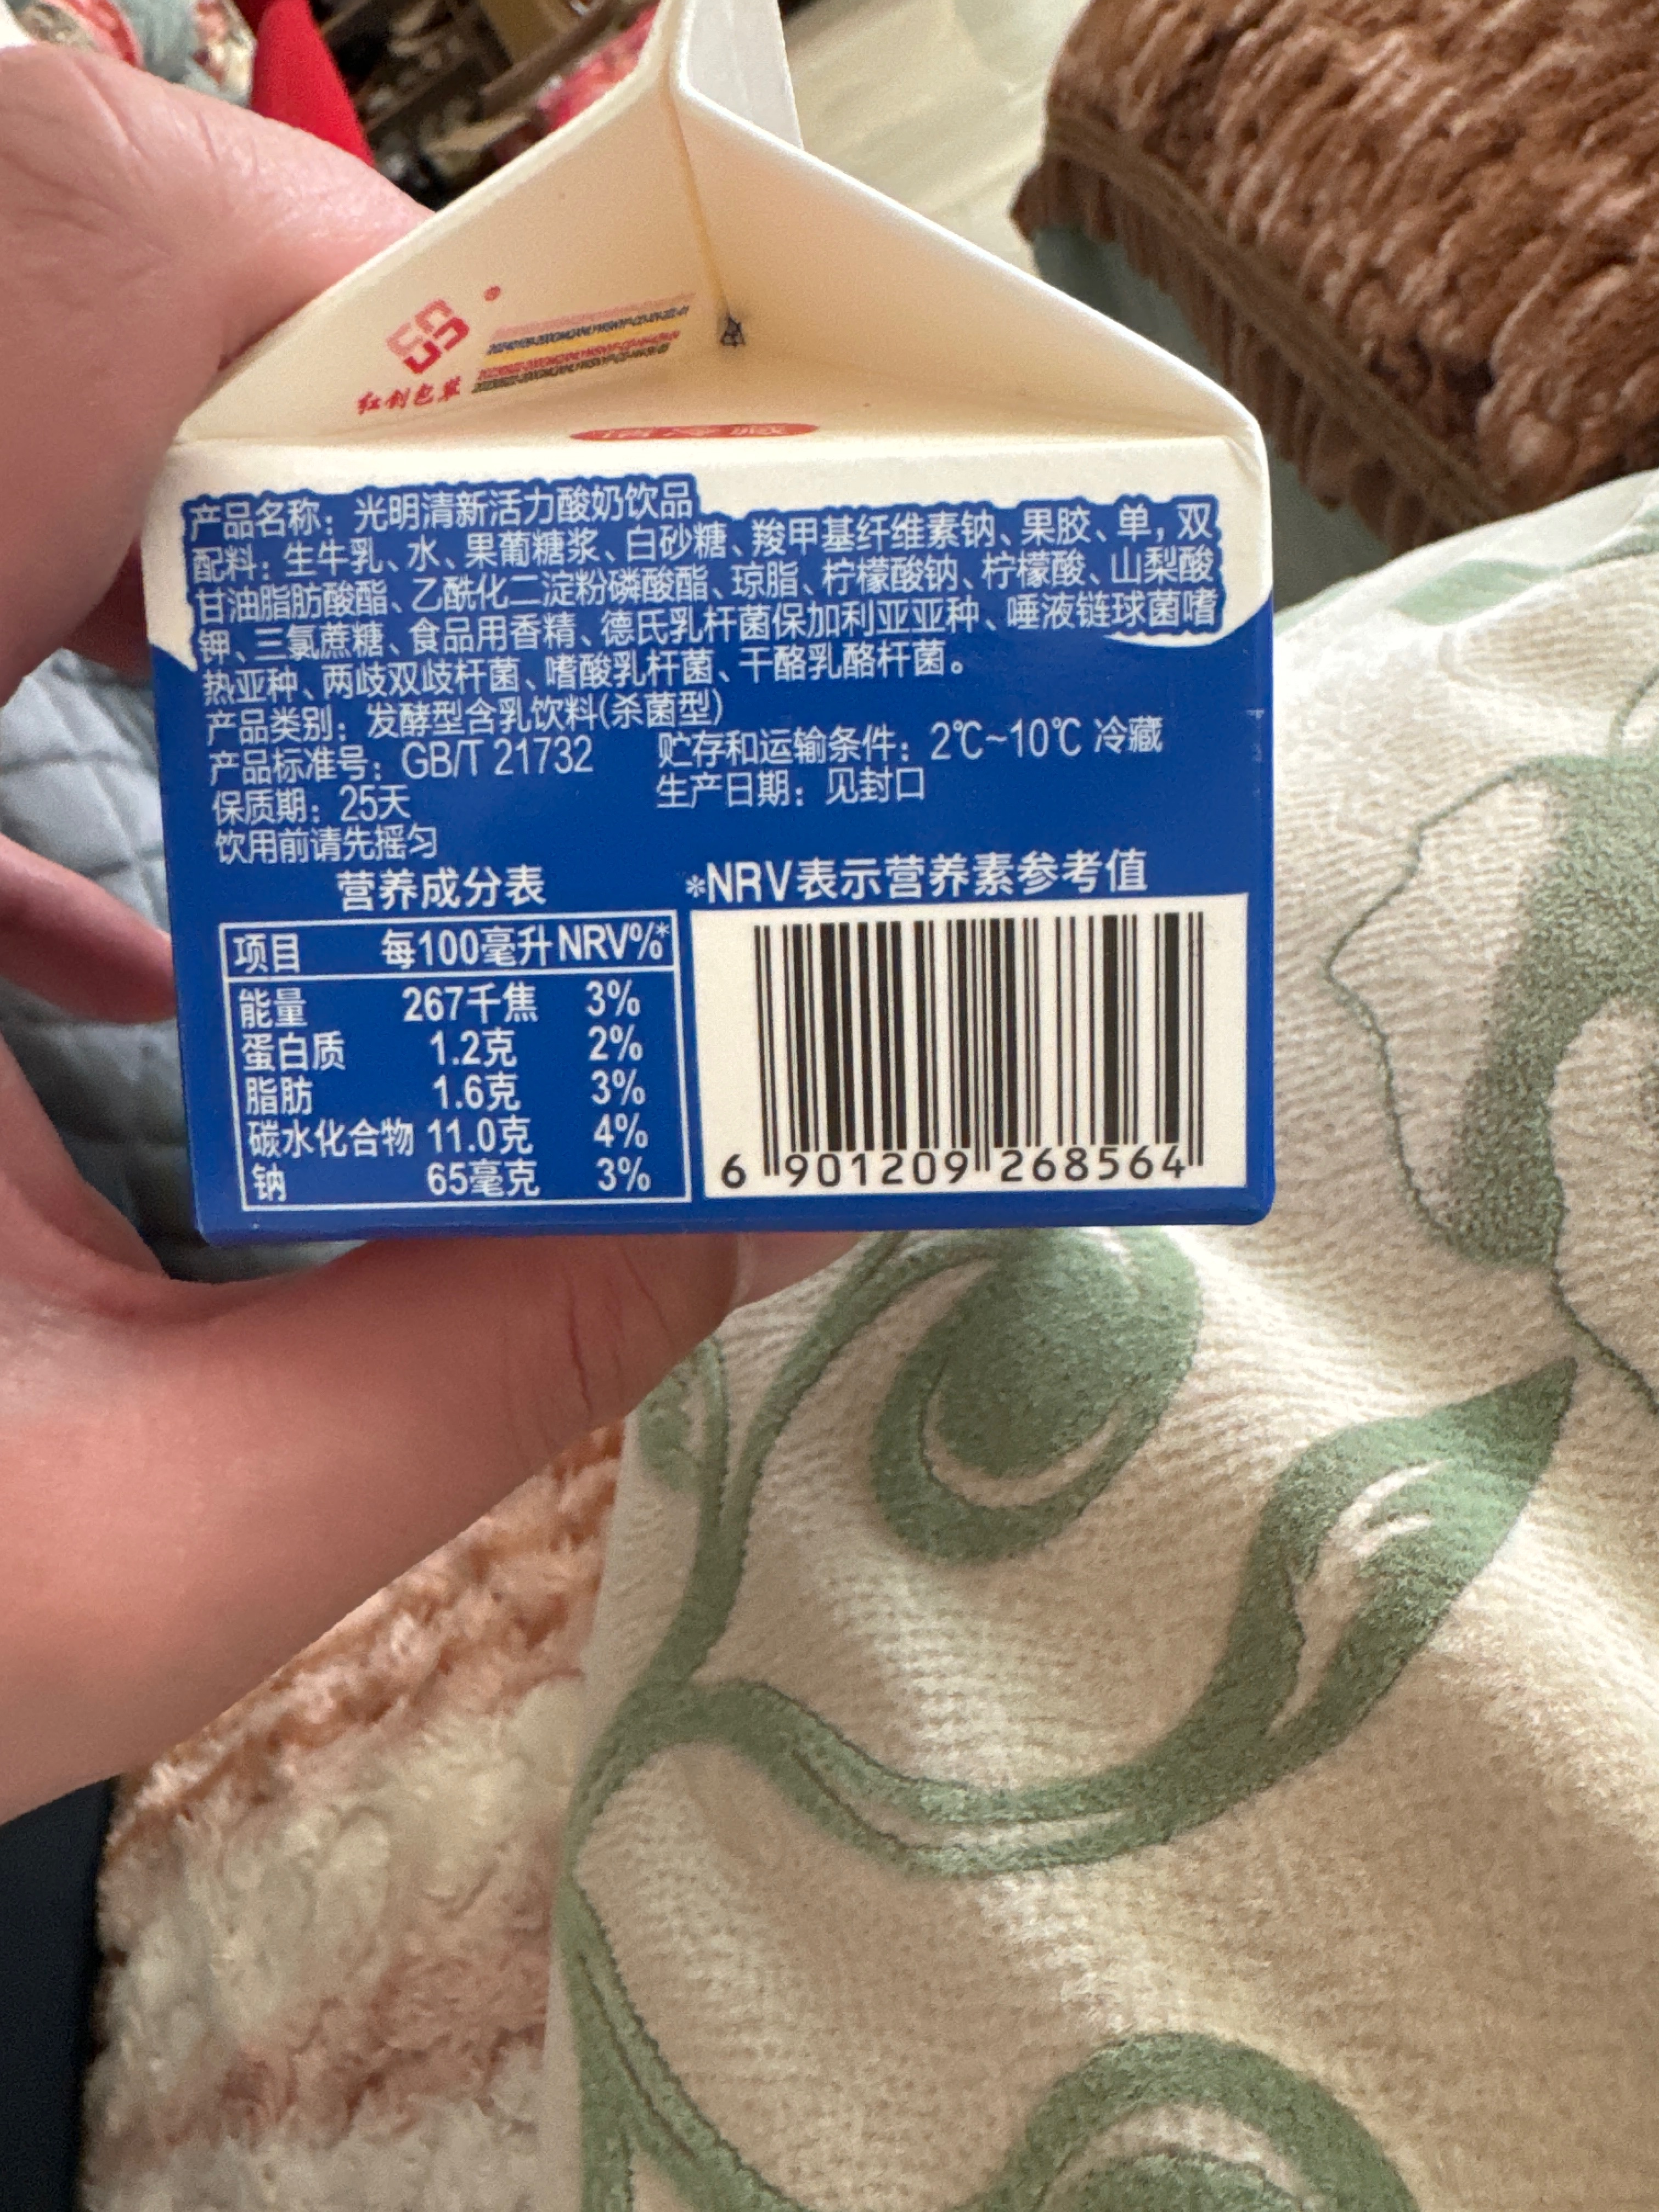 红创包装
产品名称：光明清新活力酸奶饮品
配料：生牛乳、水、果葡糖浆、白砂糖、羧甲基纤维素钠、果胶、单，双
甘油脂肪酸酯、乙酰化二淀粉磷酸酯、琼脂、柠檬酸钠、柠檬酸、山梨酸
钾、三氯蔗糖、食品用香精、德氏乳杆菌保加利亚亚种、唾液链球菌嗜
热亚种、两歧双歧杆菌、嗜酸乳杆菌、干酪乳酪杆菌。
产品类别：发酵型含乳饮料(杀菌型)
产品标准号：GB/T 21732 贮存和运输条件：2℃~10℃ 冷藏
保质期：25天 生产日期：见封口
饮用前请先摇匀
营养成分表 *NRV表示营养素参考值
项目 每100毫升 NRV%*
能量 267千焦 3%
蛋白质 1.2克 2%
脂肪 1.6克 3%
碳水化合物 11.0克 4%
钠 65毫克 3%
6 901209 268564